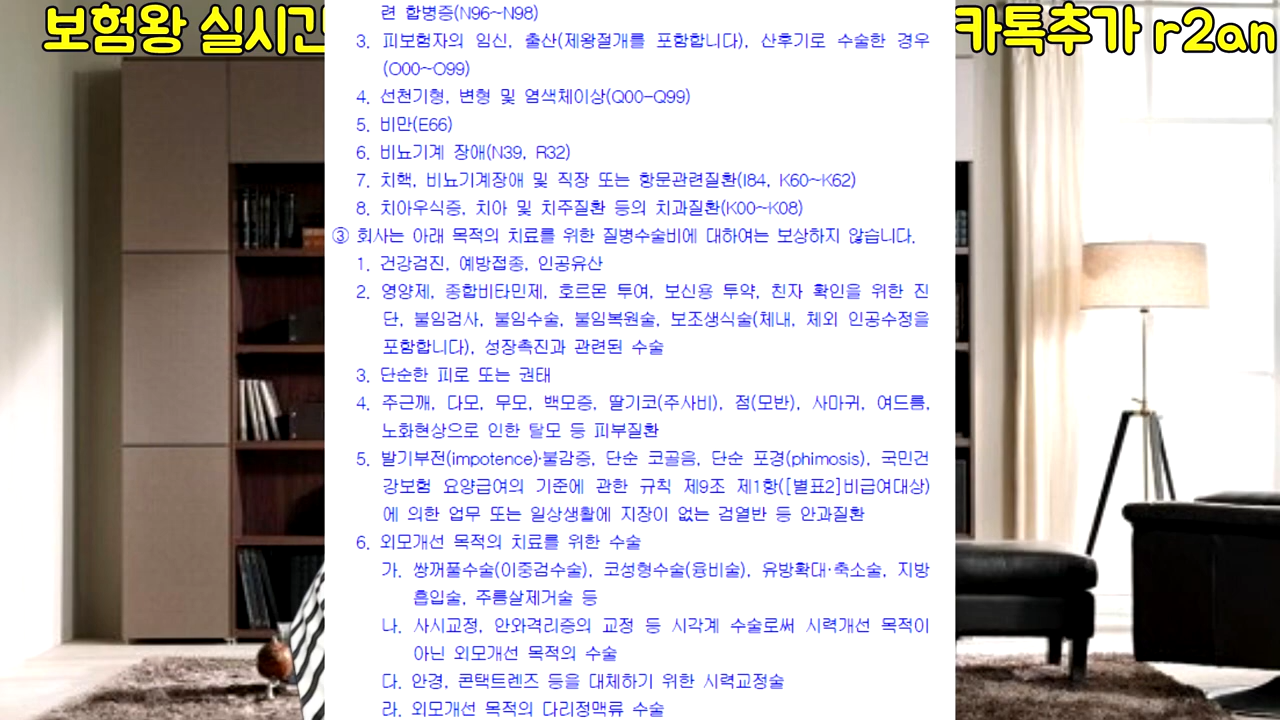 보험왕 실시간
카톡추가 r2an
련 합병증(N96~N98)
3. 피보험자의 임신, 출산(제왕절개를 포함합니다), 산후기로 수술한 경우
(O00~O99)
4. 선천기형, 변형 및 염색체이상(Q00-Q99)
5. 비만(E66)
6. 비뇨기계 장애(N39, R32)
7. 치핵, 비뇨기계장애 및 직장 또는 항문관련질환(I84, K60~K62)
8. 치아우식증, 치아 및 치주질환 등의 치과질환(K00~K08)
③ 회사는 아래 목적의 치료를 위한 질병수술비에 대하여는 보상하지 않습니다.
1. 건강검진, 예방접종, 인공유산
2. 영양제, 종합비타민제, 호르몬 투여, 보신용 투약, 친자 확인을 위한 진
단, 불임검사, 불임수술, 불임복원술, 보조생식술(체내, 체외 인공수정을
포함합니다), 성장촉진과 관련된 수술
3. 단순한 피로 또는 권태
4. 주근깨, 다모, 무모, 백모증, 딸기코(주사비), 점(모반), 사마귀, 여드름,
노화현상으로 인한 탈모 등 피부질환
5. 발기부전(impotence)·불감증, 단순 코골음, 단순 포경(phimosis), 국민건
강보험 요양급여의 기준에 관한 규칙 제9조 제1항([별표2]비급여대상)
에 의한 업무 또는 일상생활에 지장이 없는 검열반 등 안과질환
6. 외모개선 목적의 치료를 위한 수술
가. 쌍꺼풀수술(이중검수술), 코성형수술(융비술), 유방확대·축소술, 지방
흡입술, 주름살제거술 등
나. 사시교정, 안와격리증의 교정 등 시각계 수술로써 시력개선 목적이
아닌 외모개선 목적의 수술
다. 안경, 콘택트렌즈 등을 대체하기 위한 시력교정술
라. 외모개선 목적의 다리정맥류 수술